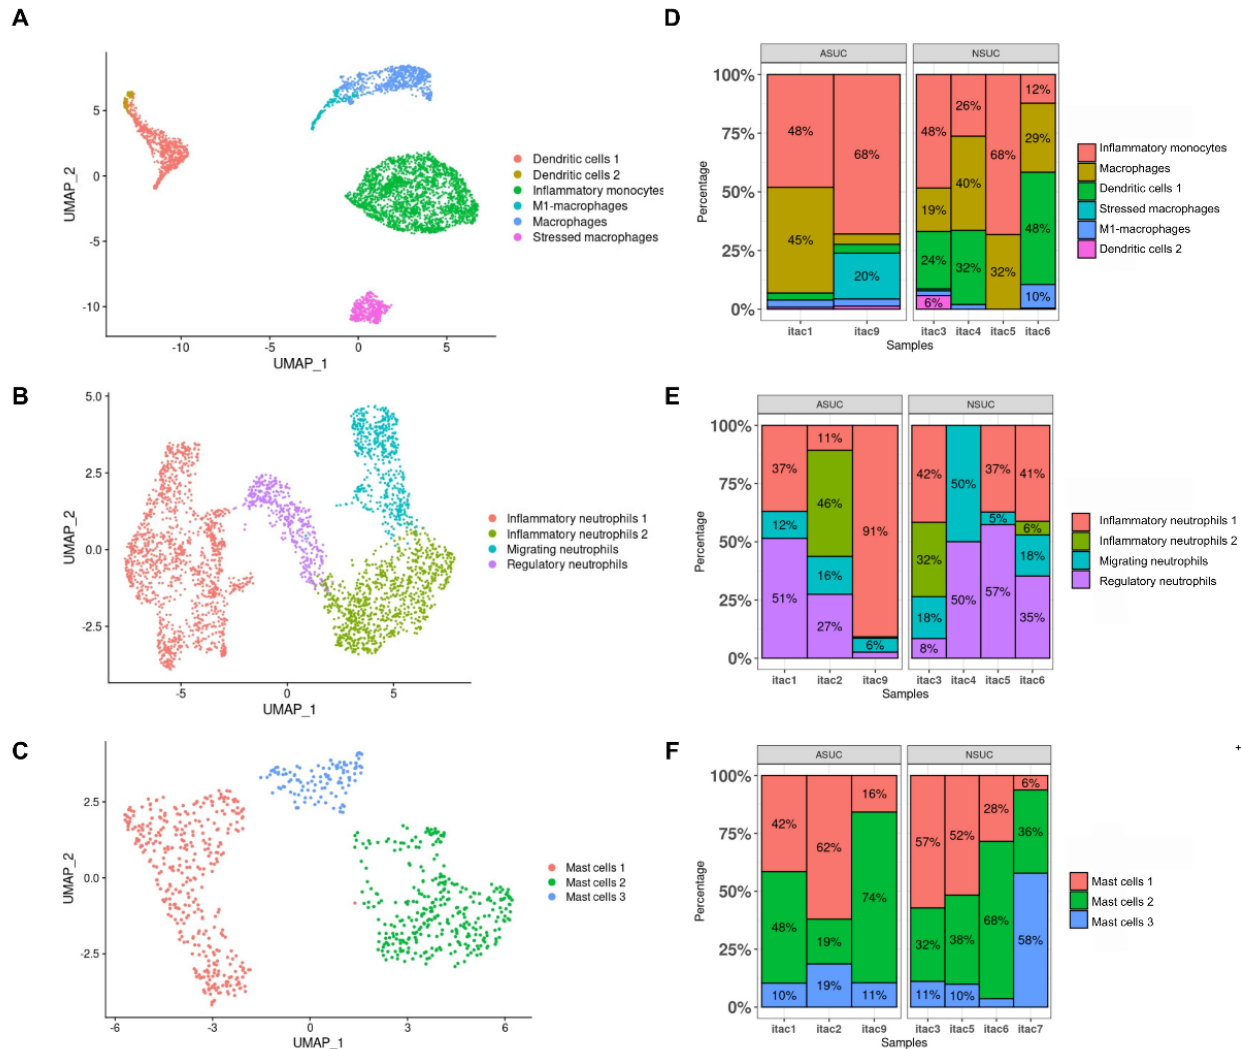 A
5
0
-5
-10
UMAP_2
-10
-5
0
5
UMAP_1
Dendritic cells 1
Dendritic cells 2
Inflammatory monocytes
M1-macrophages
Macrophages
Stressed macrophages
D
ASUC
NSUC
100%
75%
50%
25%
0%
Percentage
48%
45%
68%
20%
48%
19%
24%
6%
26%
40%
32%
68%
32%
12%
29%
48%
10%
itac1
itac9
itac3
itac4
itac5
itac6
Samples
Inflammatory monocytes
Macrophages
Dendritic cells 1
Stressed macrophages
M1-macrophages
Dendritic cells 2
B
5.0
2.5
0.0
-2.5
UMAP_2
-5
0
5
UMAP_1
Inflammatory neutrophils 1
Inflammatory neutrophils 2
Migrating neutrophils
Regulatory neutrophils
E
ASUC
NSUC
100%
75%
50%
25%
0%
Percentage
37%
12%
51%
11%
46%
16%
27%
91%
6%
42%
32%
18%
8%
50%
50%
37%
5%
57%
41%
6%
18%
35%
itac1
itac2
itac9
itac3
itac4
itac5
itac6
Samples
Inflammatory neutrophils 1
Inflammatory neutrophils 2
Migrating neutrophils
Regulatory neutrophils
C
2.5
0.0
-2.5
UMAP_2
-6
-3
0
3
6
UMAP_1
Mast cells 1
Mast cells 2
Mast cells 3
F
ASUC
NSUC
100%
75%
50%
25%
0%
Percentage
42%
48%
10%
62%
19%
19%
16%
74%
11%
57%
32%
11%
52%
38%
10%
28%
68%
6%
36%
58%
itac1
itac2
itac9
itac3
itac5
itac6
itac7
Samples
Mast cells 1
Mast cells 2
Mast cells 3
+